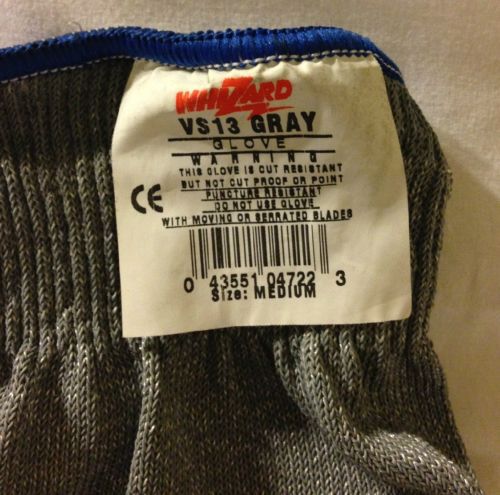 WHIZARD
VS13 GRAY
GLOVE
WARNING
THIS GLOVE IS CUT RESISTANT
BUT NOT CUT PROOF OR POINT
PUNCTURE RESISTANT
DO NOT USE GLOVE
WITH MOVING OR SERRATED BLADES
CE
0 43551 04722 3
Size: MEDIUM